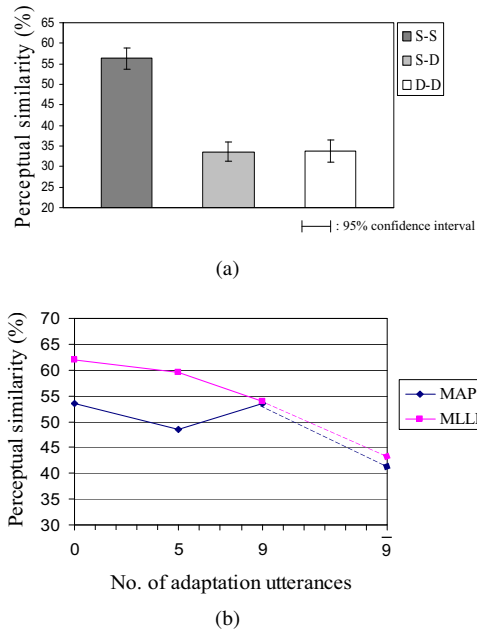 Perceptual similarity (%)
65
60
55
50
45
40
35
30
25
20
S-S
S-D
D-D
: 95% confidence interval
(a)
Perceptual similarity (%)
70
65
60
55
50
45
40
35
30
0 5 9 9̅
MAP
MLLR
No. of adaptation utterances
(b)